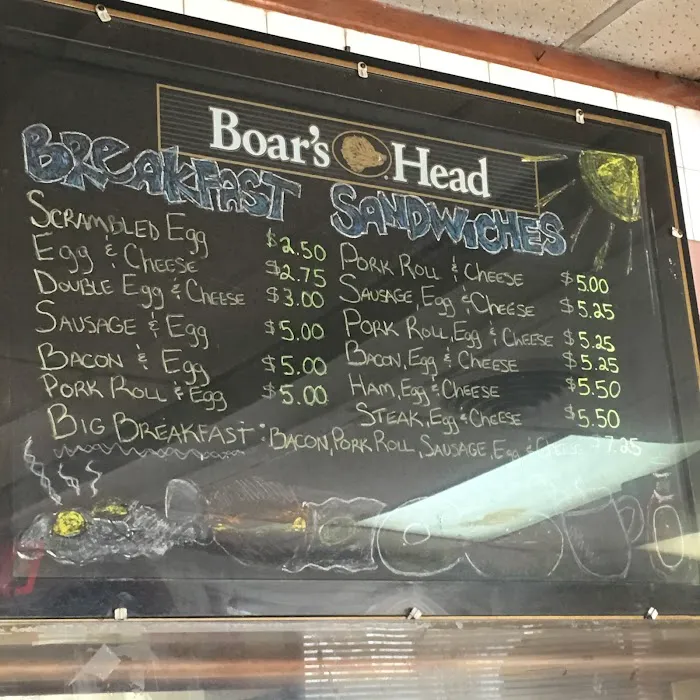 Boar's Head
BREAKFAST SANDWICHES
SCRAMBLED Egg $2.50
Egg & CHEESE $2.75
DOUBLE Egg & CHEESE $3.00
SAUSAGE & Egg $5.00
BACON & Egg $5.00
PORK ROLL & Egg $5.00
PORK ROLL & CHEESE $5.00
SAUSAGE, Egg & CHEESE $5.25
PORK ROLL, Egg & CHEESE $5.25
BACON, Egg & CHEESE $5.25
HAM, Egg & CHEESE $5.50
STEAK, Egg & CHEESE $5.50
BIG BREAKFAST: BACON, PORK ROLL, SAUSAGE, Egg & CHEESE $7.25